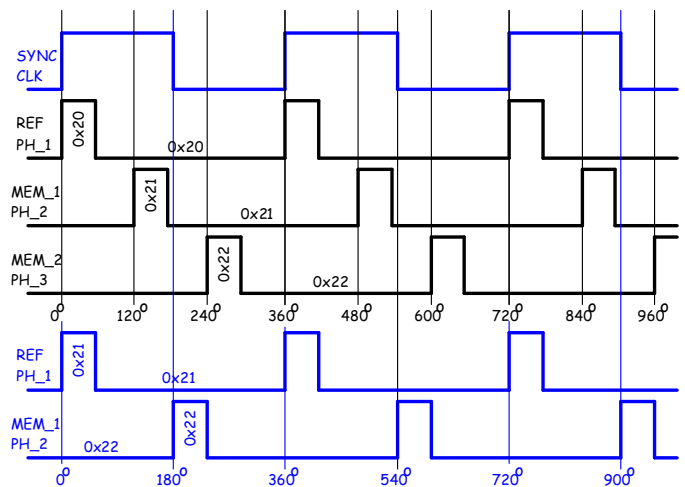 SYNC
CLK
REF
PH_1
0x20
0x20
MEM_1
PH_2
0x21
0x21
MEM_2
PH_3
0x22
0x22
0° 120° 240° 360° 480° 600° 720° 840° 960°
REF
PH_1
0x21
0x21
MEM_1
PH_2
0x22
0x22
0° 180° 360° 540° 720° 900°